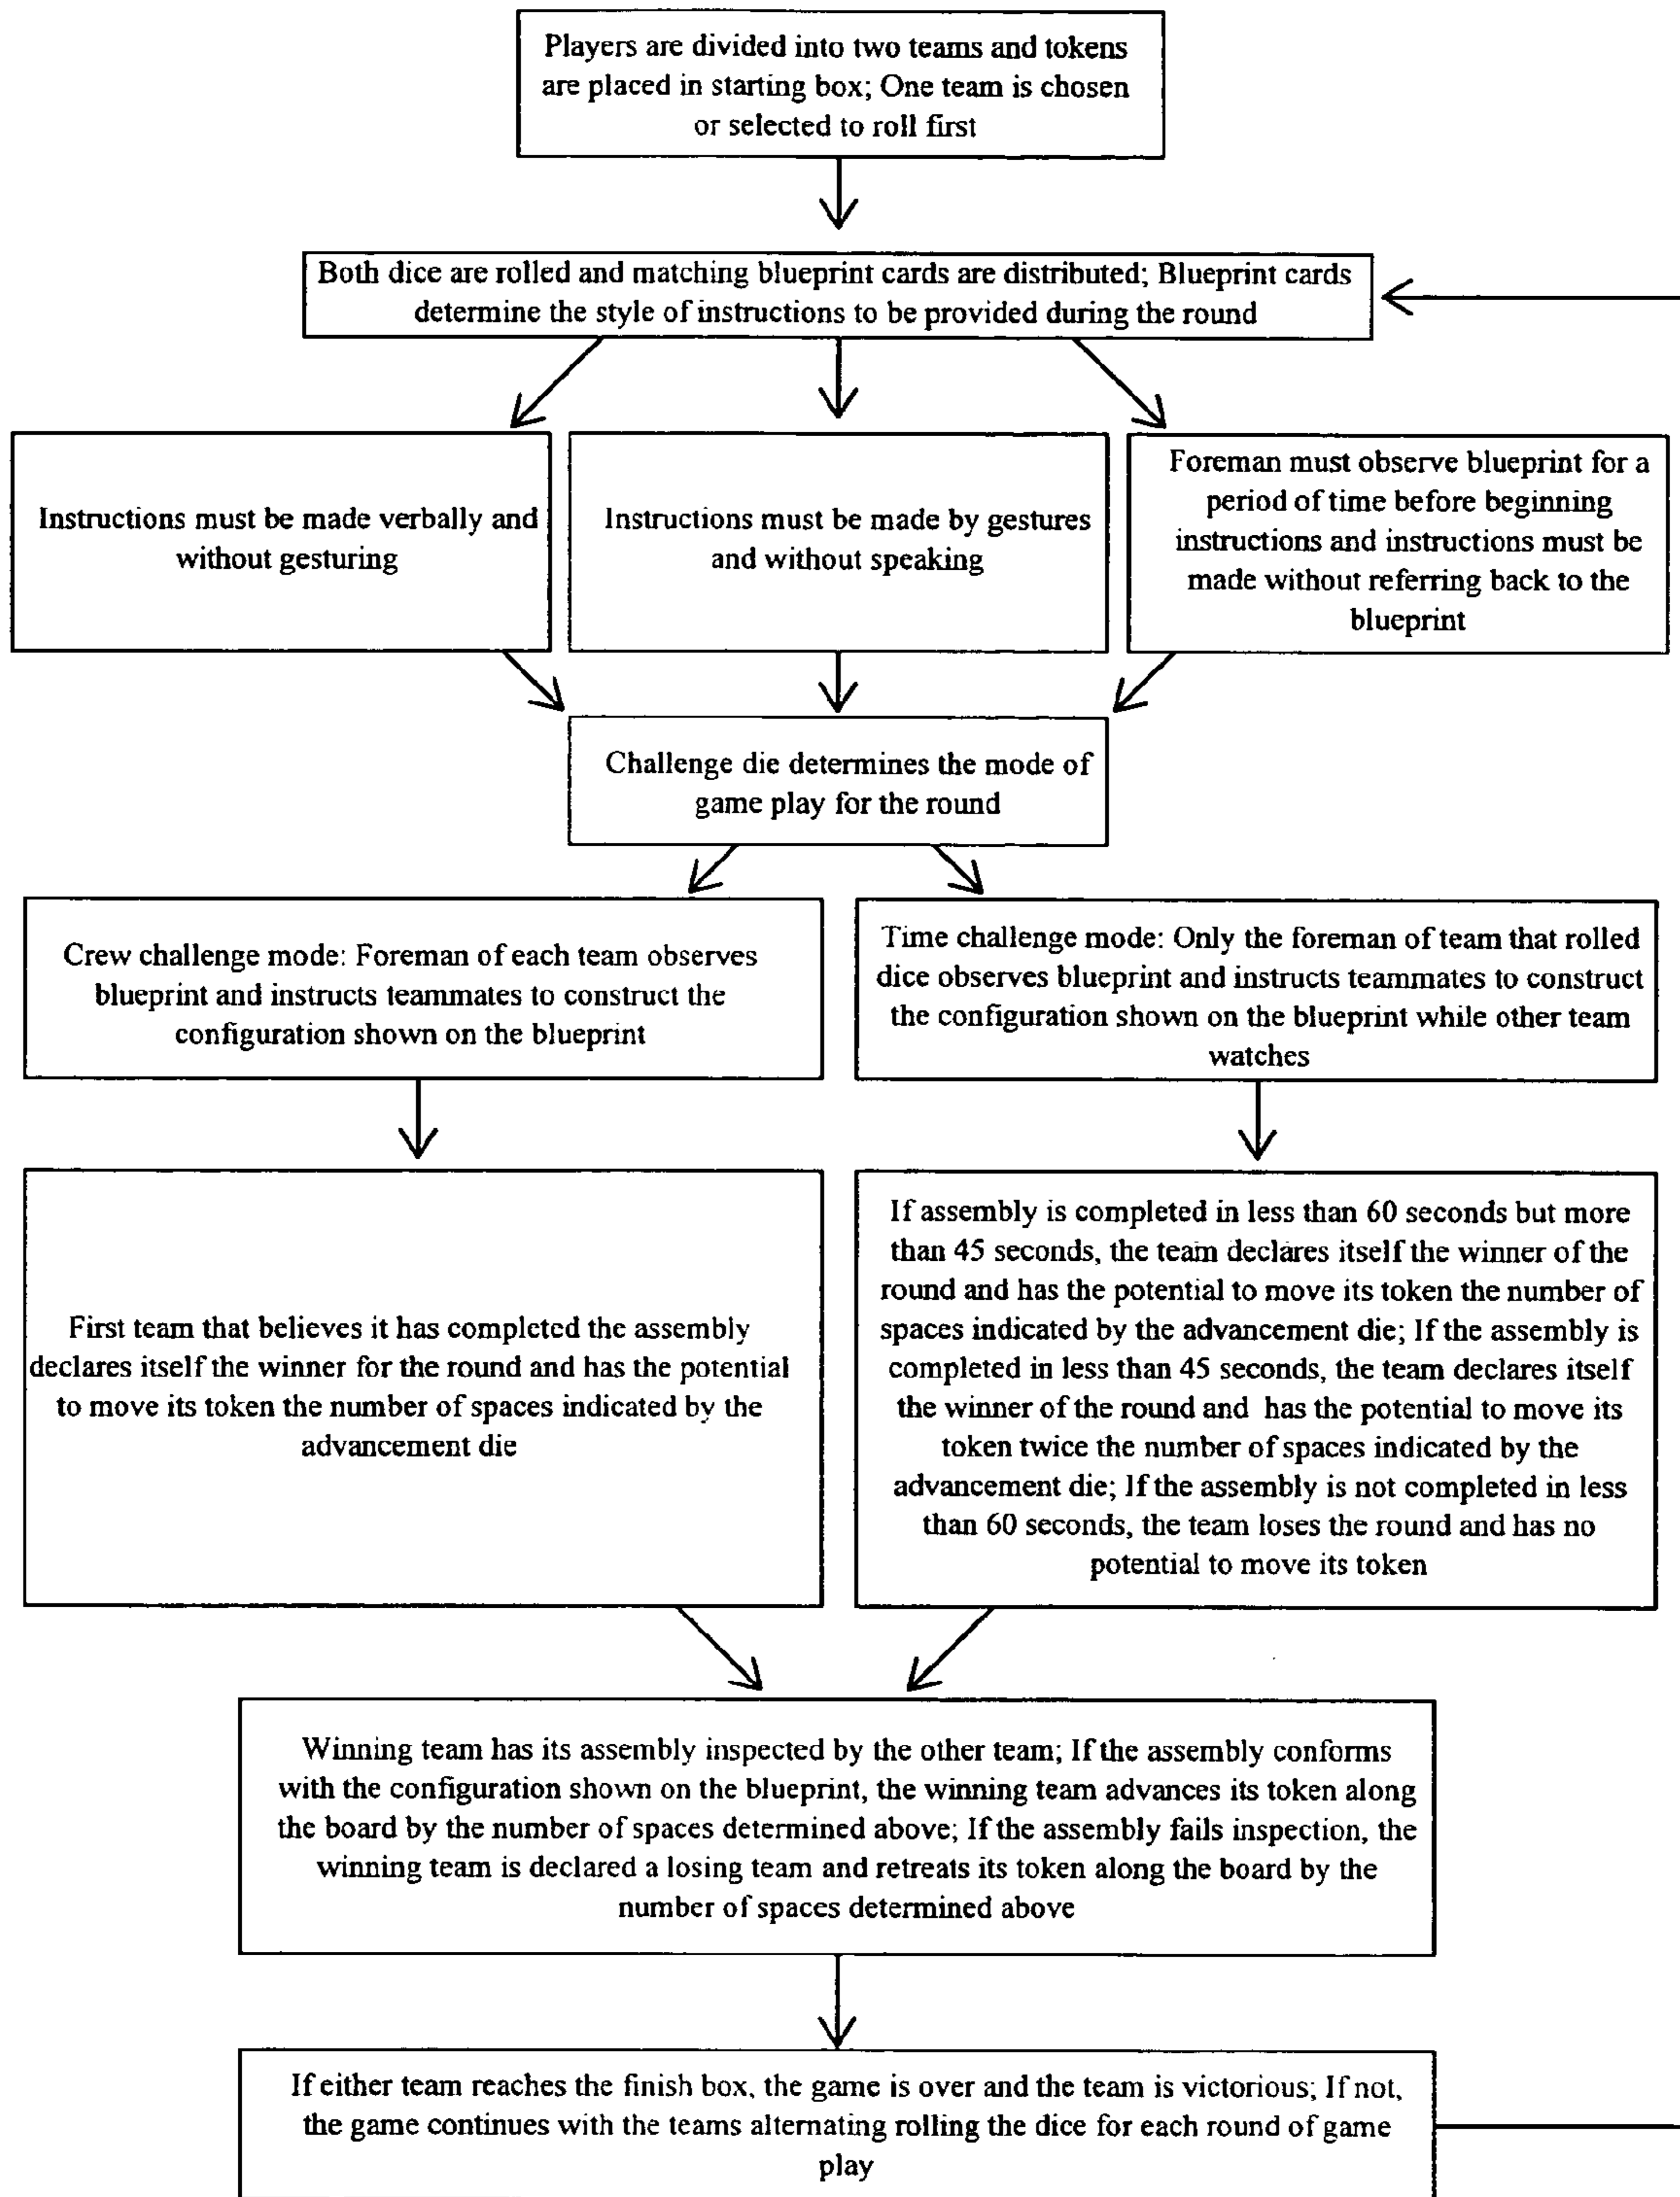 Players are divided into two teams and tokens
are placed in starting box; One team is chosen
or selected to roll first
Both dice are rolled and matching blueprint cards are distributed; Blueprint cards
determine the style of instructions to be provided during the round
Instructions must be made verbally and
without gesturing
Instructions must be made by gestures
and without speaking
Foreman must observe blueprint for a
period of time before beginning
instructions and instructions must be
made without referring back to the
blueprint
Challenge die determines the mode of
game play for the round
Crew challenge mode: Foreman of each team observes
blueprint and instructs teammates to construct the
configuration shown on the blueprint
Time challenge mode: Only the foreman of team that rolled
dice observes blueprint and instructs teammates to construct
the configuration shown on the blueprint while other team
watches
First team that believes it has completed the assembly
declares itself the winner for the round and has the potential
to move its token the number of spaces indicated by the
advancement die
If assembly is completed in less than 60 seconds but more
than 45 seconds, the team declares itself the winner of the
round and has the potential to move its token the number of
spaces indicated by the advancement die; If the assembly is
completed in less than 45 seconds, the team declares itself
the winner of the round and has the potential to move its
token twice the number of spaces indicated by the
advancement die; If the assembly is not completed in less
than 60 seconds, the team loses the round and has no
potential to move its token
Winning team has its assembly inspected by the other team; If the assembly conforms
with the configuration shown on the blueprint, the winning team advances its token along
the board by the number of spaces determined above; If the assembly fails inspection, the
winning team is declared a losing team and retreats its token along the board by the
number of spaces determined above
If either team reaches the finish box, the game is over and the team is victorious; If not,
the game continues with the teams alternating rolling the dice for each round of game
play